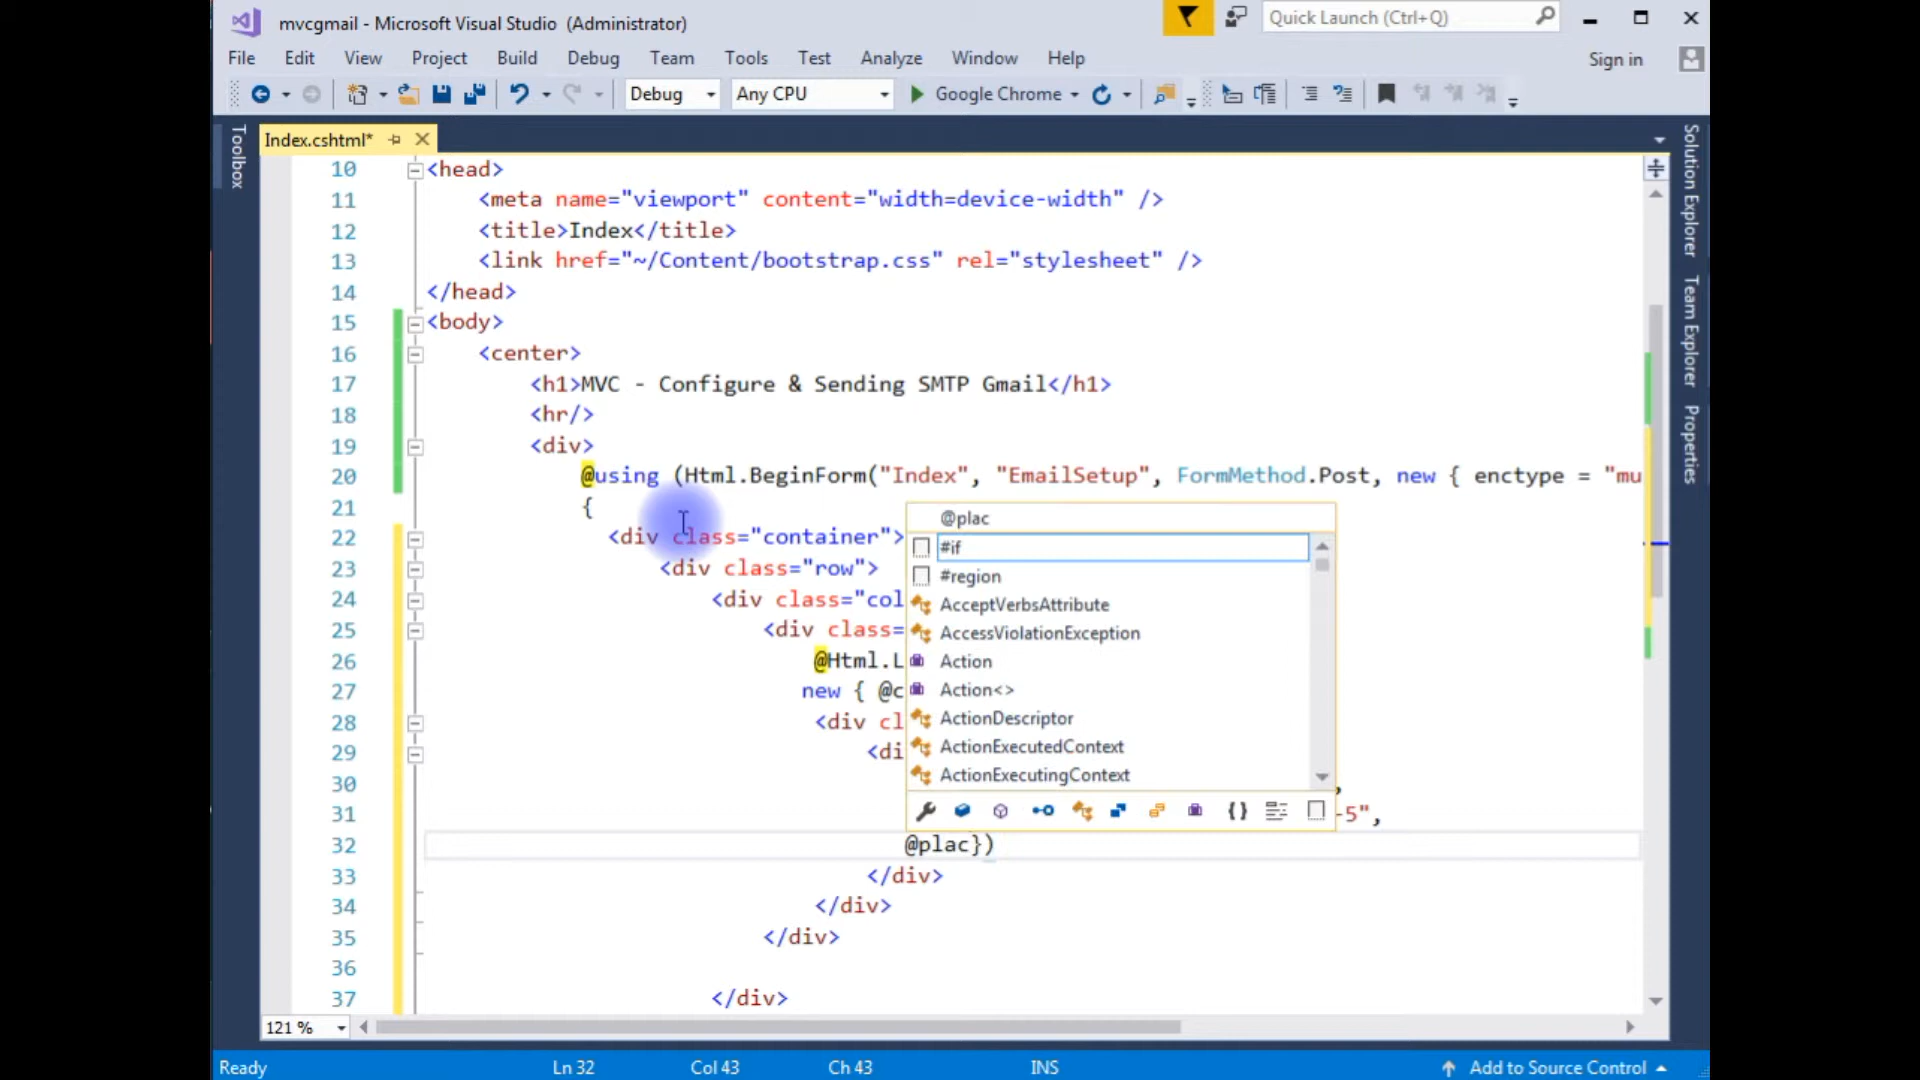 mvcgmail - Microsoft Visual Studio (Administrator)
Quick Launch (Ctrl+Q)
File Edit View Project Build Debug Team Tools Test Analyze Window Help
Sign in
Debug Any CPU Google Chrome
Toolbox
Index.cshtml*
Solution Explorer
Team Explorer
Properties
10 <head>
11 <meta name="viewport" content="width=device-width" />
12 <title>Index</title>
13 <link href="~/Content/bootstrap.css" rel="stylesheet" />
14 </head>
15 <body>
16 <center>
17 <h1>MVC - Configure & Sending SMTP Gmail</h1>
18 <hr/>
19 <div>
20 @using (Html.BeginForm("Index", "EmailSetup", FormMethod.Post, new { enctype = "mu
21 {
22 <div class="container">
23 <div class="row">
24 <div class="col
25 <div class=
26 @Html.L
27 new { @c
28 <div cl
29 <di
30 ,
31 -5",
32 @plac})
33 </div>
34 </div>
35 </div>
36
37 </div>
@plac
#if
#region
AcceptVerbsAttribute
AccessViolationException
Action
Action<>
ActionDescriptor
ActionExecutedContext
ActionExecutingContext
121 %
Ready Ln 32 Col 43 Ch 43 INS Add to Source Control